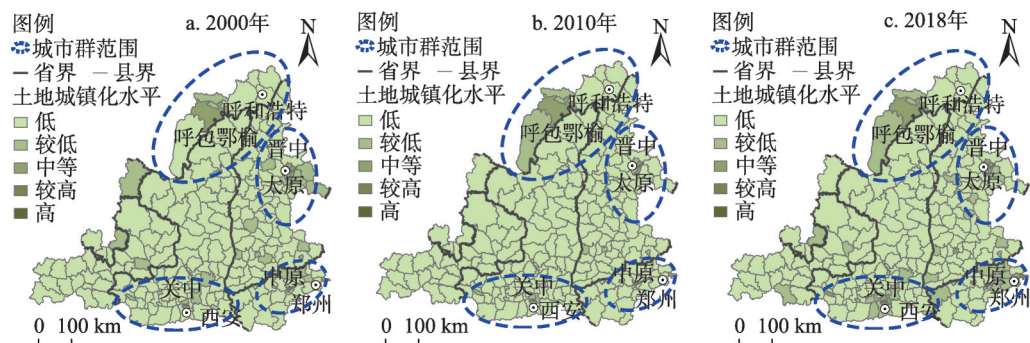 图例
a. 2000年
N
城市群范围
省界 — 县界
土地城镇化水平
低
较低
中等
较高
高
呼和浩特
呼包鄂榆
晋中
太原
关中
西安
中原
郑州
0 100 km
图例
b. 2010年
N
城市群范围
省界 — 县界
土地城镇化水平
低
较低
中等
较高
高
呼和浩特
呼包鄂榆
晋中
太原
关中
西安
中原
郑州
0 100 km
图例
c. 2018年
N
城市群范围
省界 — 县界
土地城镇化水平
低
较低
中等
较高
高
呼和浩特
呼包鄂榆
晋中
太原
关中
西安
中原
郑州
0 100 km